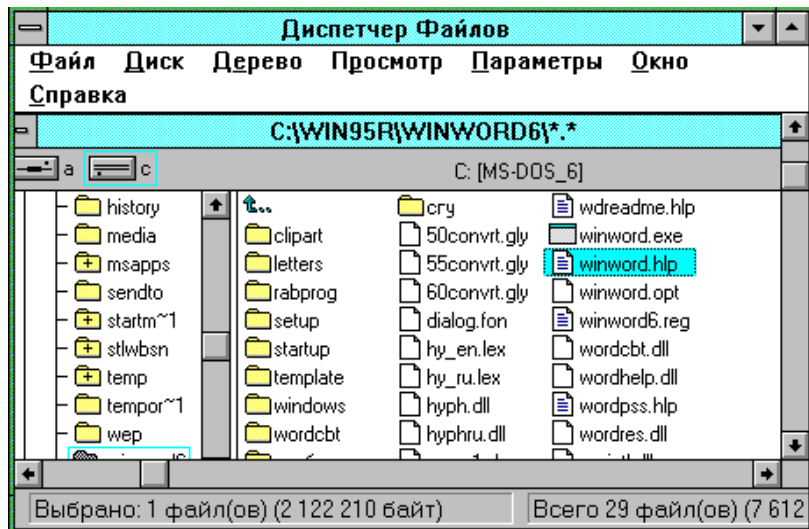 Диспетчер Файлов
Файл Диск Дерево Просмотр Параметры Окно
Справка
C:\WIN95R\WINWORD6\*.*
a c C: [MS-DOS_6]
history
media
msapps
sendto
startm~1
stlwbsn
temp
tempor~1
wep
clipart
letters
rabprog
setup
startup
template
windows
wordcbt
cry
50convrt.gly
55convrt.gly
60convrt.gly
dialog.fon
hy_en.lex
hy_ru.lex
hyph.dll
hyphru.dll
wdreadme.hlp
winword.exe
winword.hlp
winword.opt
winword6.reg
wordcbt.dll
wordhelp.dll
wordpss.hlp
wordres.dll
Выбрано: 1 файл(ов) (2 122 210 байт)
Всего 29 файл(ов) (7 612